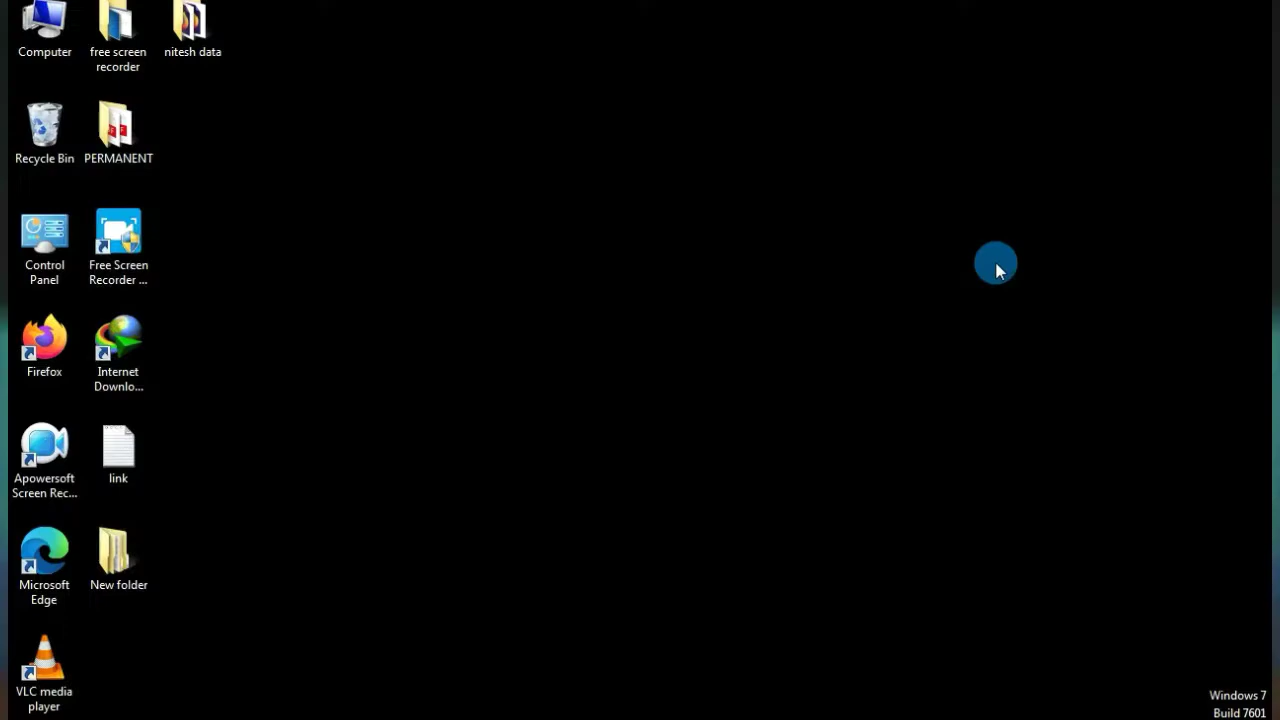 Computer
free screen
recorder
nitesh data
Recycle Bin
PERMANENT
Control
Panel
Free Screen
Recorder ...
Firefox
Internet
Downlo...
Apowersoft
Screen Rec...
link
Microsoft
Edge
New folder
VLC media
player
Windows 7
Build 7601